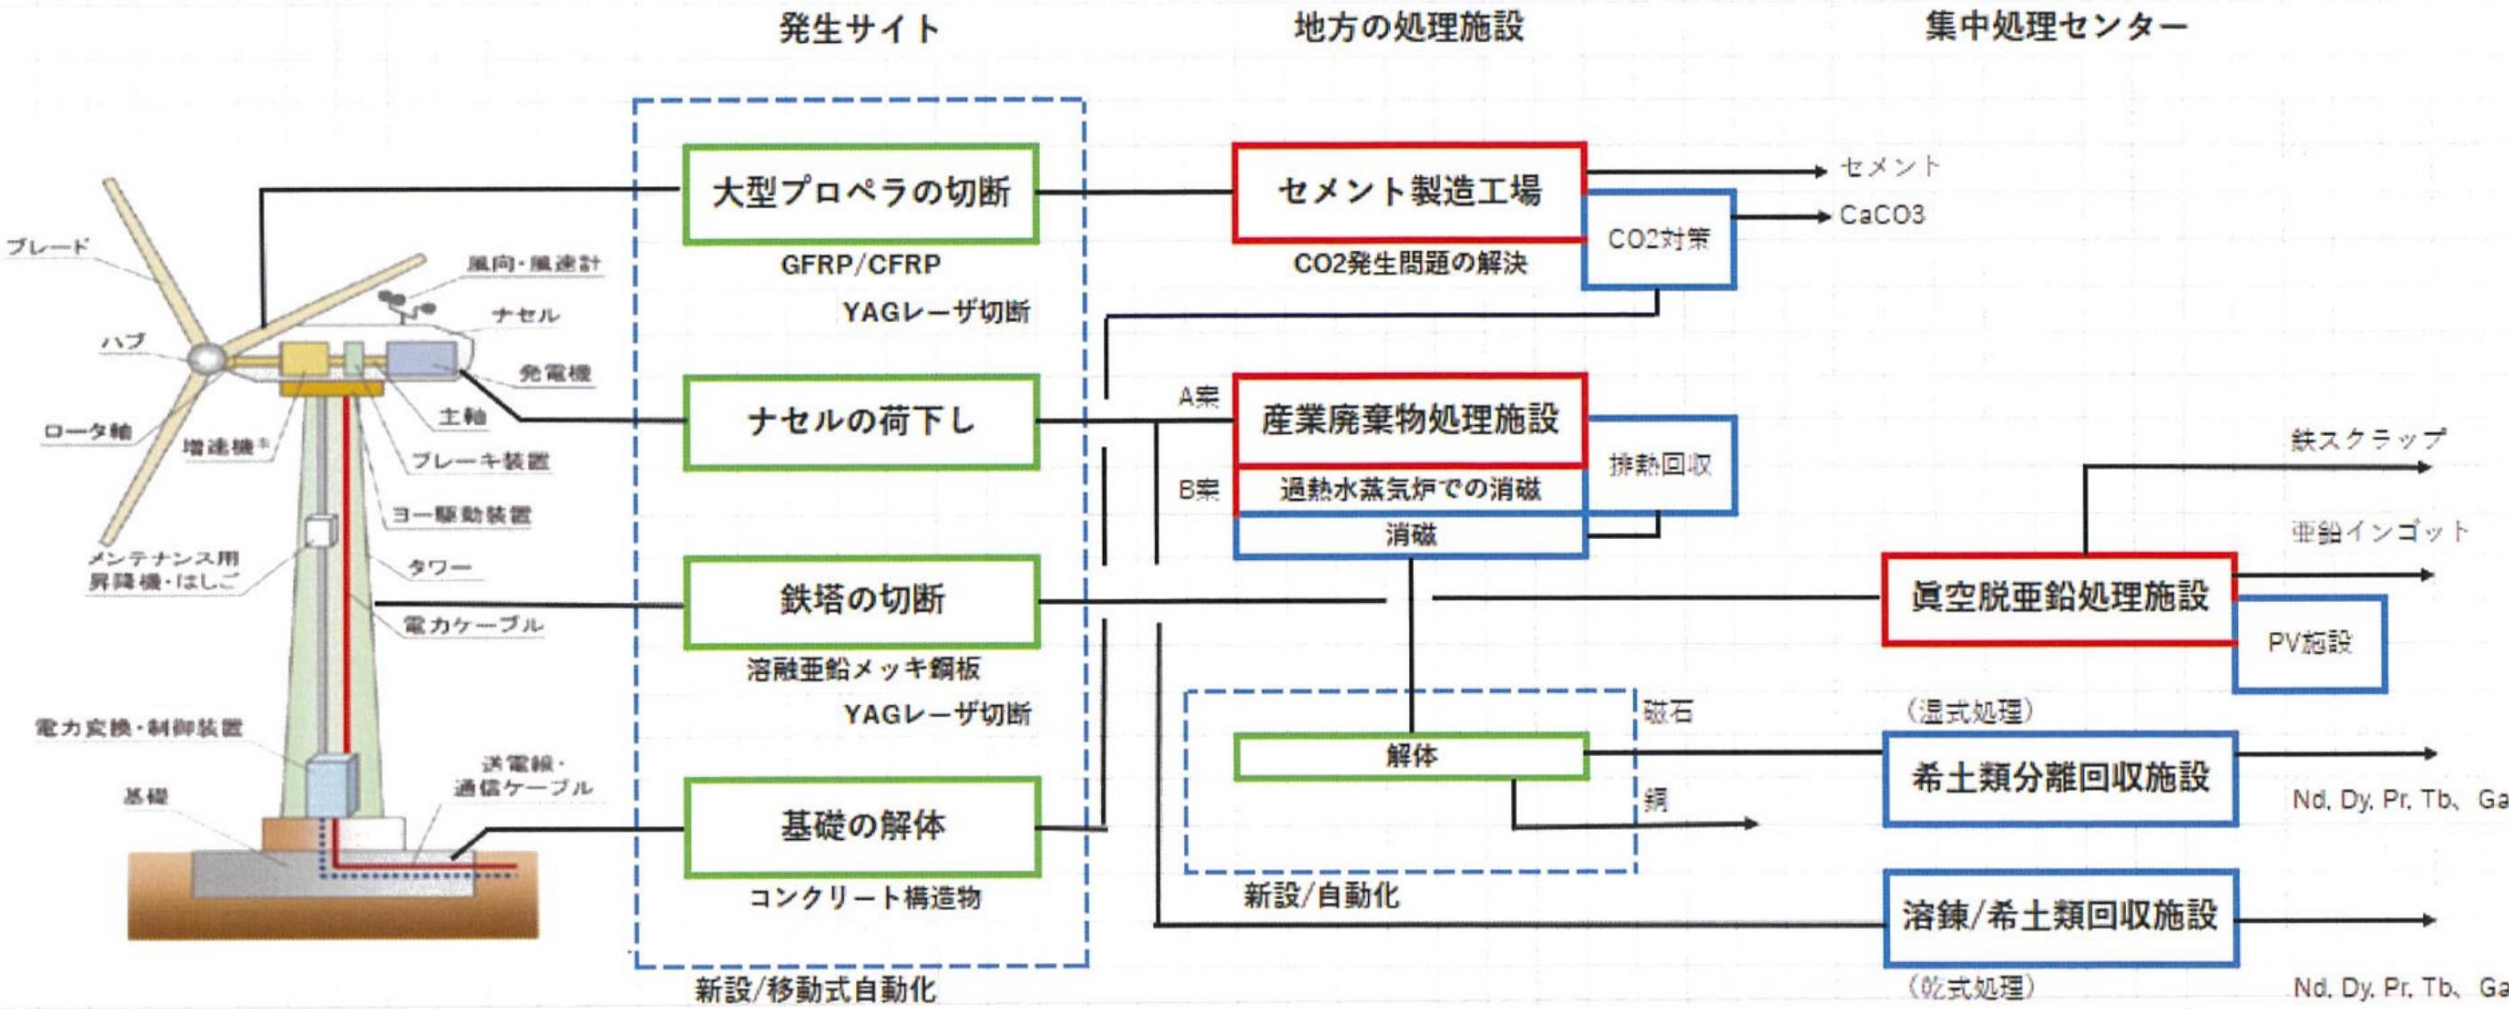 発生サイト
地方の処理施設
集中処理センター
ブレード
ハブ
ロータ軸
増速機※
メンテナンス用
昇降機・はしご
電力変換・制御装置
基礎
風向・風速計
ナセル
発電機
主軸
ブレーキ装置
ヨー駆動装置
タワー
電力ケーブル
送電線・
通信ケーブル
大型プロペラの切断
GFRP/CFRP
YAGレーザ切断
ナセルの荷下し
鉄塔の切断
溶融亜鉛メッキ鋼板
YAGレーザ切断
基礎の解体
コンクリート構造物
新設/移動式自動化
セメント製造工場
CO2発生問題の解決
CO2対策
セメント
CaCO3
A案
産業廃棄物処理施設
B案
過熱水蒸気炉での消磁
消磁
排熱回収
解体
磁石
銅
新設/自動化
鉄スクラップ
亜鉛インゴット
眞空脱亜鉛処理施設
PV施設
（湿式処理）
希土類分離回収施設
Nd, Dy, Pr, Tb、Ga
溶錬/希土類回収施設
（乾式処理）
Nd, Dy, Pr, Tb、Ga